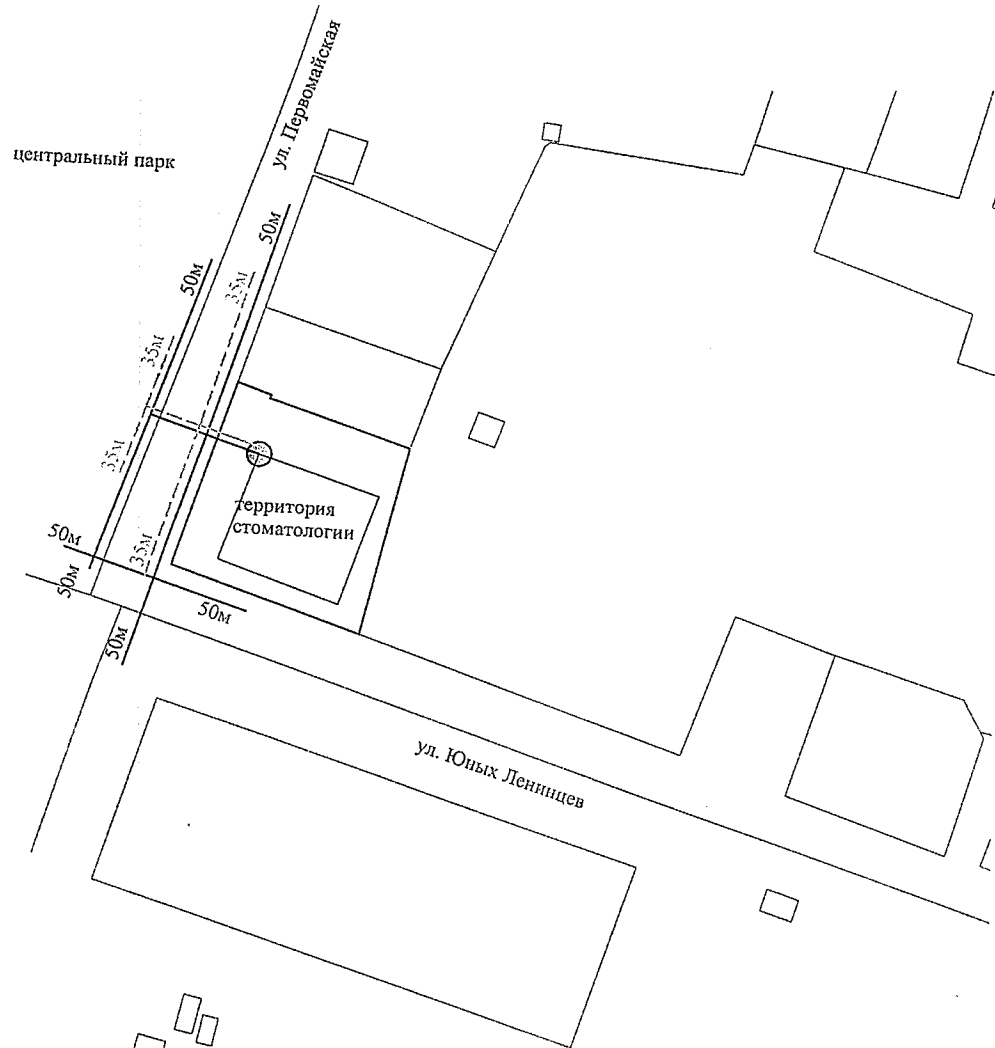 ул. Первомайская
центральный парк
50м
50м
35м
35м
35м
территория
стоматологии
50м
35м
50м
50м
50м
ул. Юных Ленинцев